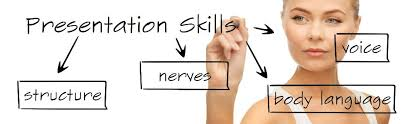 Presentation Skills
voice
nerves
structure
body language